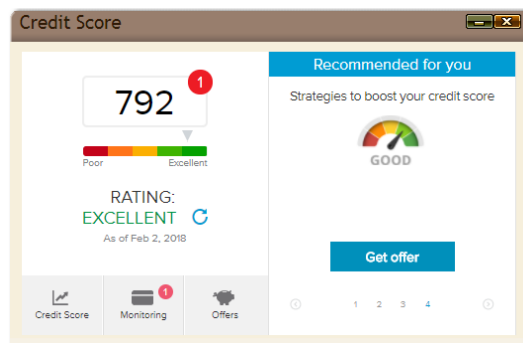 Credit Score
792
1
Poor
Excellent
RATING:
EXCELLENT
As of Feb 2, 2018
Credit Score
Monitoring
1
Offers
Recommended for you
Strategies to boost your credit score
GOOD
Get offer
1 2 3 4